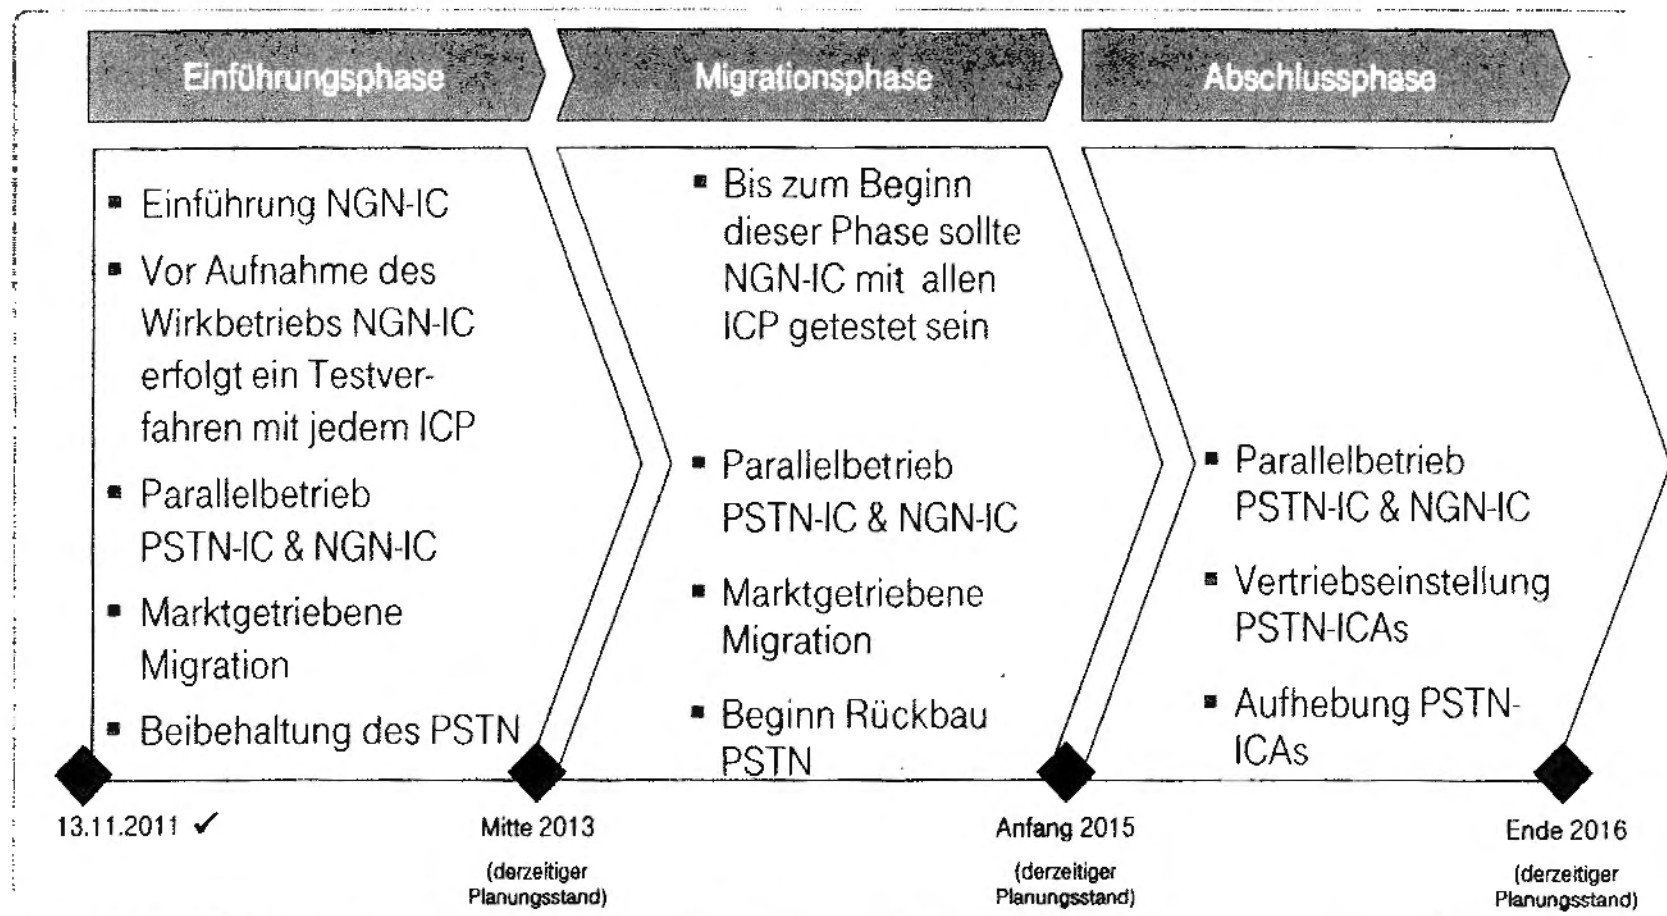 Einführungsphase
▪ Einführung NGN-IC
▪ Vor Aufnahme des
Wirkbetriebs NGN-IC
erfolgt ein Testver-
fahren mit jedem ICP
▪ Parallelbetrieb
PSTN-IC & NGN-IC
▪ Marktgetriebene
Migration
▪ Beibehaltung des PSTN
Migrationsphase
▪ Bis zum Beginn
dieser Phase sollte
NGN-IC mit allen
ICP getestet sein
▪ Parallelbetrieb
PSTN-IC & NGN-IC
▪ Marktgetriebene
Migration
▪ Beginn Rückbau
PSTN
Abschlussphase
▪ Parallelbetrieb
PSTN-IC & NGN-IC
▪ Vertriebseinstellung
PSTN-ICAs
▪ Aufhebung PSTN-
ICAs
13.11.2011 ✓
Mitte 2013
(derzeitiger
Planungsstand)
Anfang 2015
(derzeitiger
Planungsstand)
Ende 2016
(derzeitiger
Planungsstand)